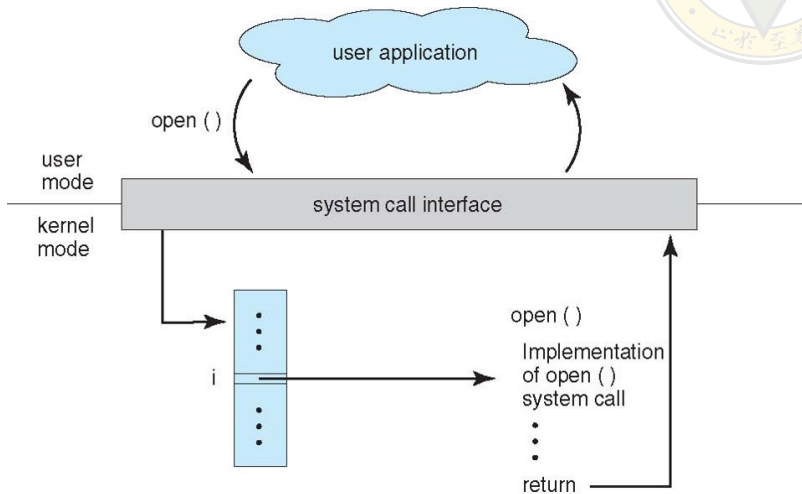 user application
open ( )
user
mode
system call interface
kernel
mode
open ( )
Implementation
i
of open ( )
system call
return